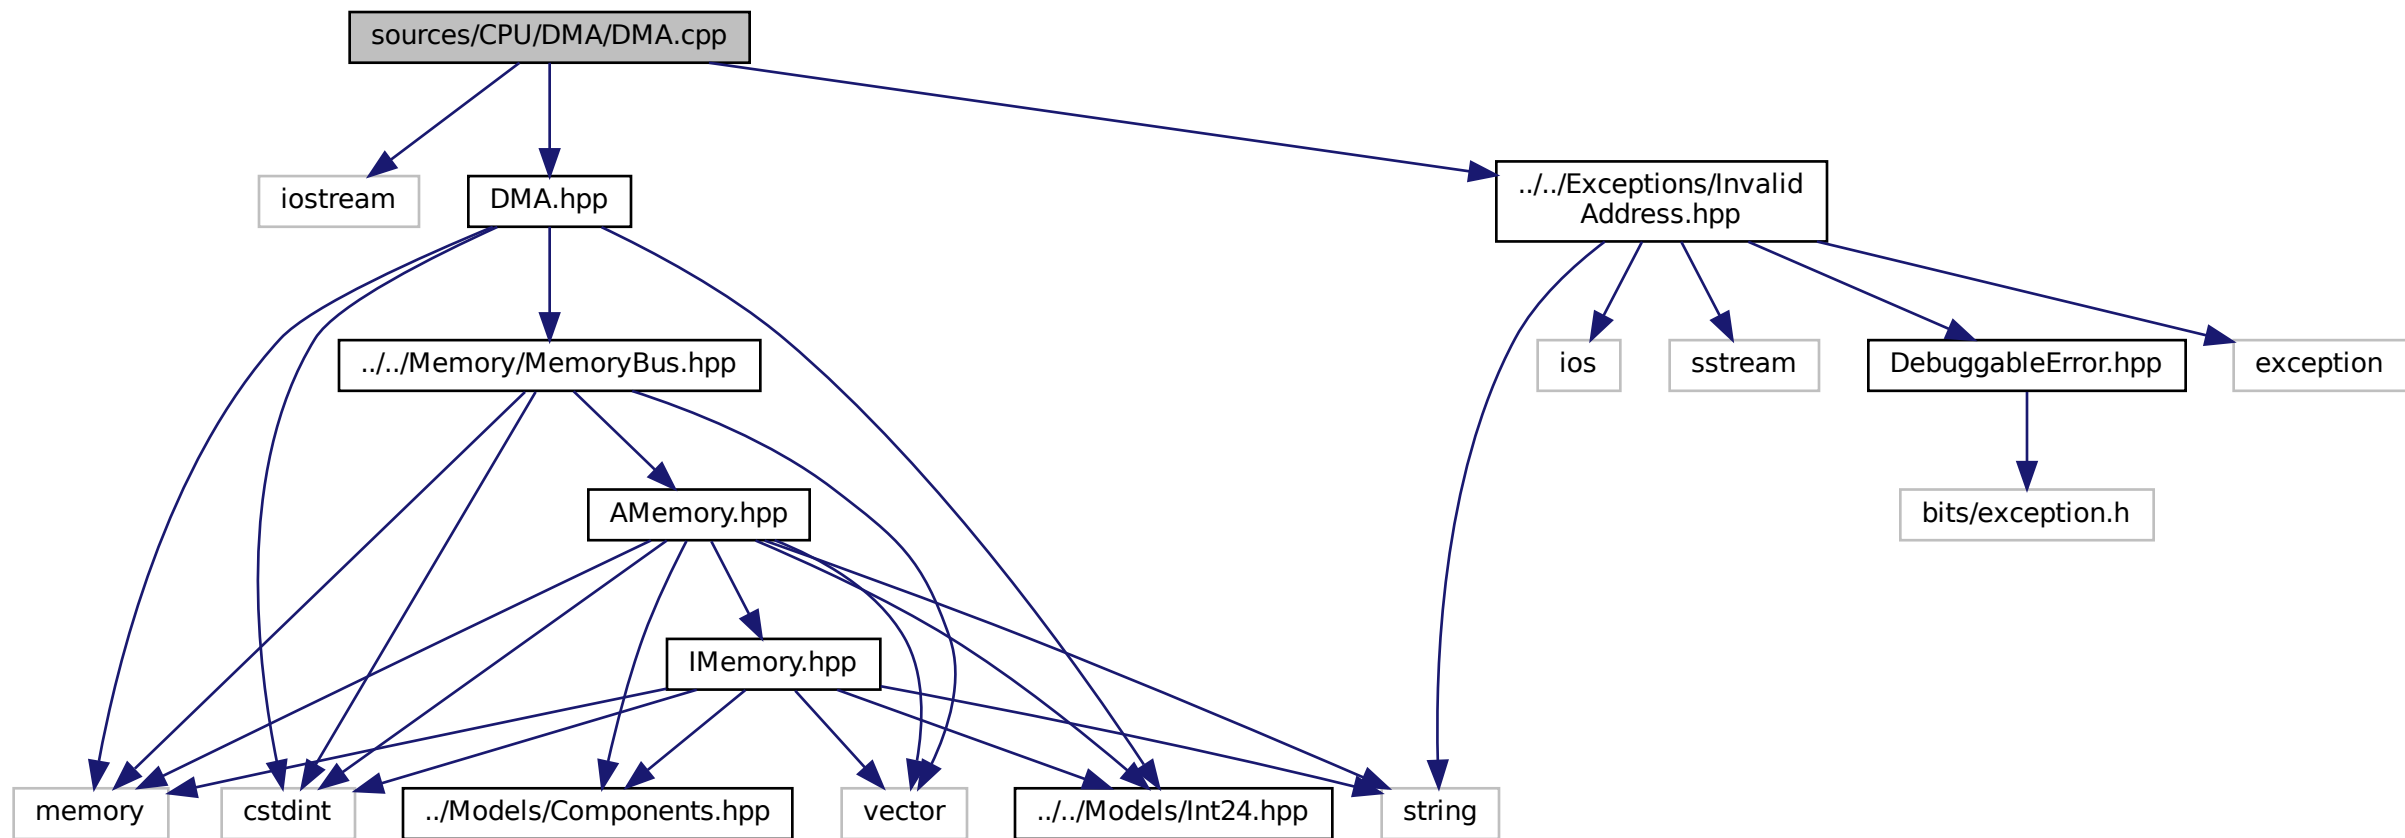 sources/CPU/DMA/DMA.cpp
iostream
DMA.hpp
../../Exceptions/Invalid
Address.hpp
../../Memory/MemoryBus.hpp
ios
sstream
DebuggableError.hpp
exception
AMemory.hpp
bits/exception.h
IMemory.hpp
memory
cstdint
../Models/Components.hpp
vector
../../Models/Int24.hpp
string